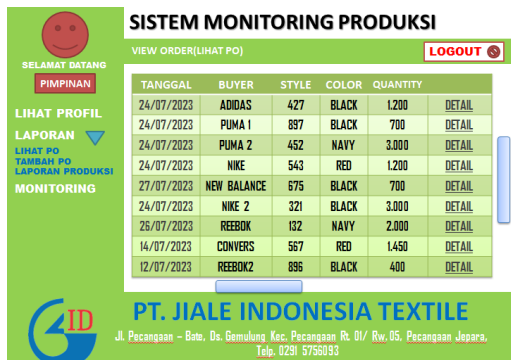 SISTEM MONITORING PRODUKSI
VIEW ORDER(LIHAT PO)
LOGOUT
SELAMAT DATANG
PIMPINAN
LIHAT PROFIL
LAPORAN
LIHAT PO
TAMBAH PO
LAPORAN PRODUKSI
MONITORING
TANGGAL BUYER STYLE COLOR QUANTITY
24/07/2023 ADIDAS 427 BLACK 1.200 DETAIL
24/07/2023 PUMA 1 897 BLACK 700 DETAIL
24/07/2023 PUMA 2 452 NAVY 3.000 DETAIL
24/07/2023 NIKE 543 RED 1.200 DETAIL
27/07/2023 NEW BALANCE 675 BLACK 700 DETAIL
24/07/2023 NIKE 2 321 BLACK 3.000 DETAIL
26/07/2023 REEBOK 132 NAVY 2.000 DETAIL
14/07/2023 CONVERS 567 RED 1.450 DETAIL
12/07/2023 REEBOK2 896 BLACK 400 DETAIL
ID
PT. JIALE INDONESIA TEXTILE
Jl. Pecangaan – Bate, Ds. Gemulung Kec. Pecangaan Rt. 01/ Rw. 05, Pecangaan Jepara,
Telp. 0291 5756093